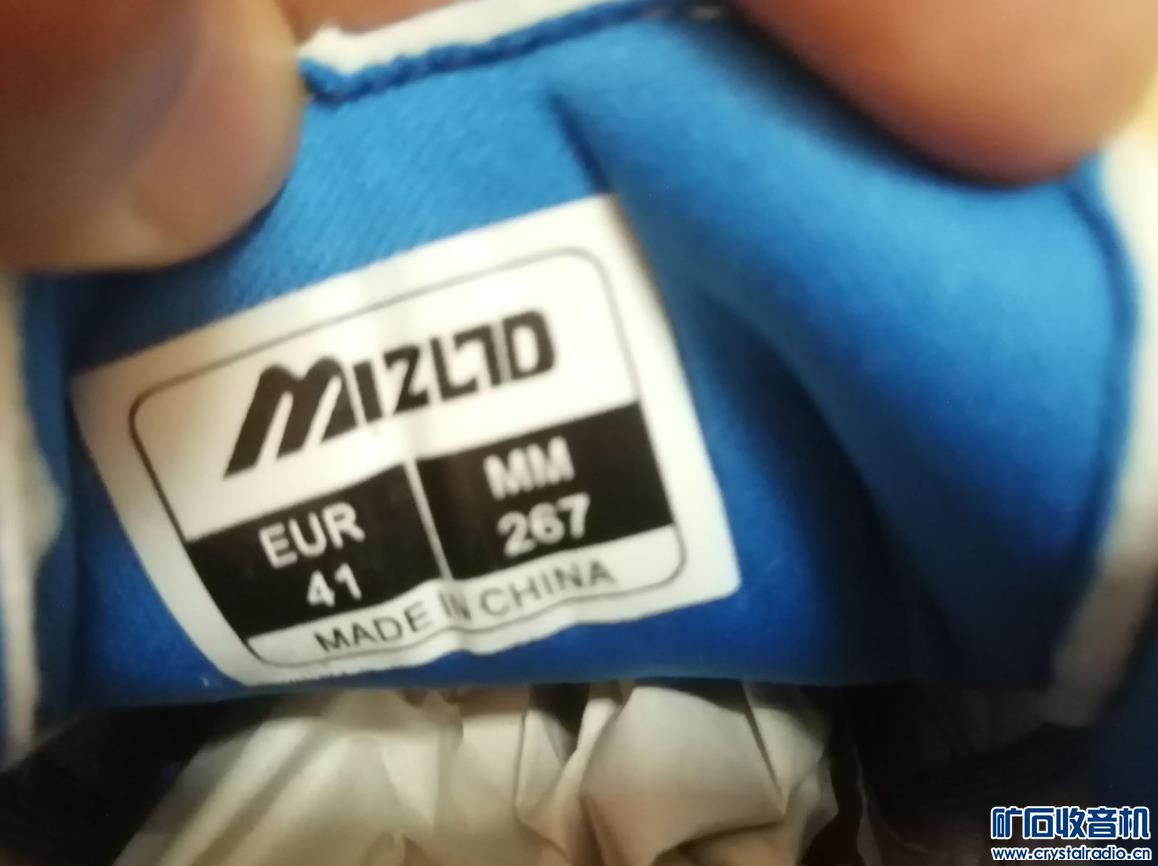 MIZLTD
EUR
41
MM
267
MADE IN CHINA
矿石收音机
www.crystalradio.cn